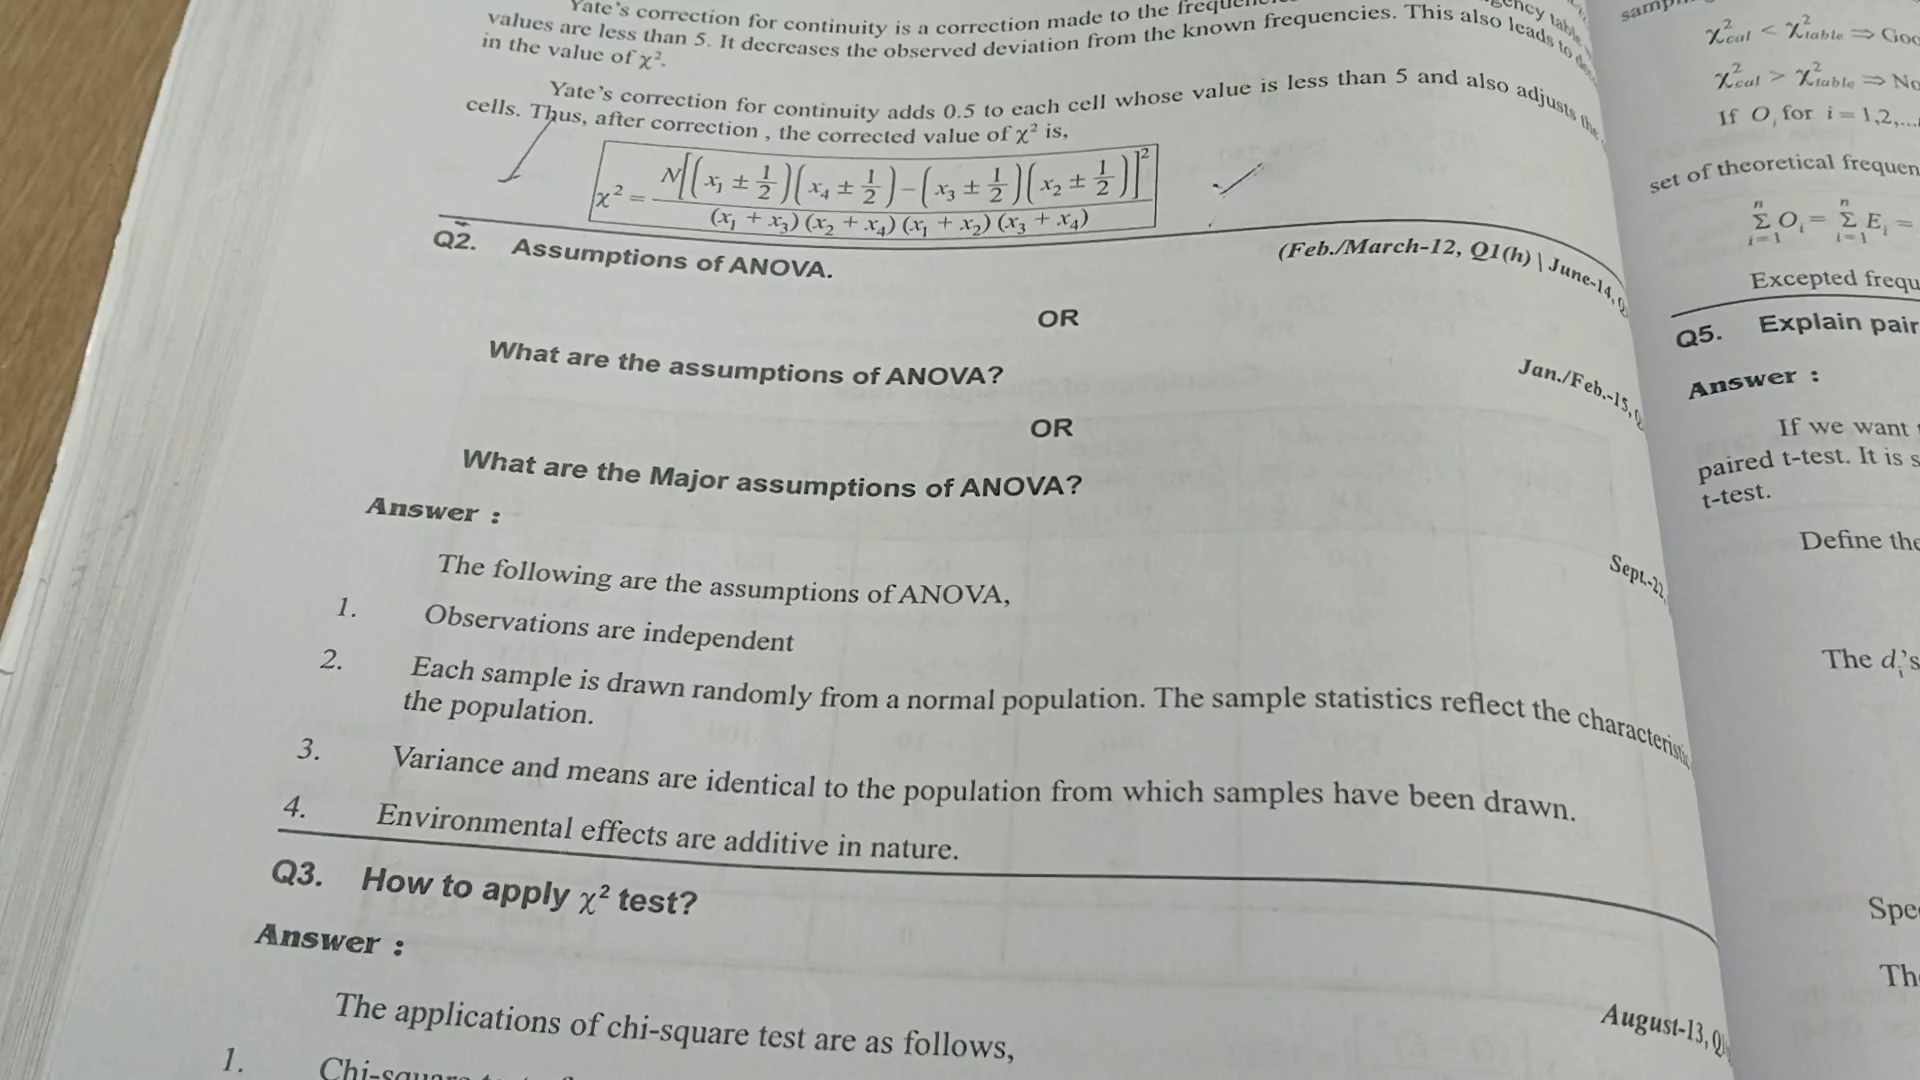 Yate's correction for continuity is a correction made to the
values are less than 5. It decreases the observed deviation from the known frequencies. This also leads to
in the value of χ².
Yate's correction for continuity adds 0.5 to each cell whose value is less than 5 and also adjusts the
cells. Thus, after correction , the corrected value of χ² is,
χ² = N[(x₁ ± 1/2)(x₄ ± 1/2) – (x₃ ± 1/2)(x₂ ± 1/2)]² / (x₁ + x₃) (x₂ + x₄) (x₁ + x₂) (x₃ + x₄)
Q2. Assumptions of ANOVA.
(Feb./March-12, Q1(h) | June-14,
OR
What are the assumptions of ANOVA?
Jan./Feb.-15,
OR
What are the Major assumptions of ANOVA?
Sept.-22,
Answer :
The following are the assumptions of ANOVA,
1. Observations are independent
2. Each sample is drawn randomly from a normal population. The sample statistics reflect the
the population.
3. Variance and means are identical to the population from which samples have been drawn.
4. Environmental effects are additive in nature.
Q3. How to apply χ² test?
August-13,
Answer :
The applications of chi-square test are as follows,
1.
χ²cal < χ²table ⇒
χ²cal > χ²table ⇒
If Oᵢ for i = 1,2,...
set of theoretical
n Σ i=1 Oᵢ = n Σ i=1 Eᵢ =
Excepted
Q5. Explain
Answer :
If we want
paired t-test. It is
t-test.
Define the
The dᵢ's